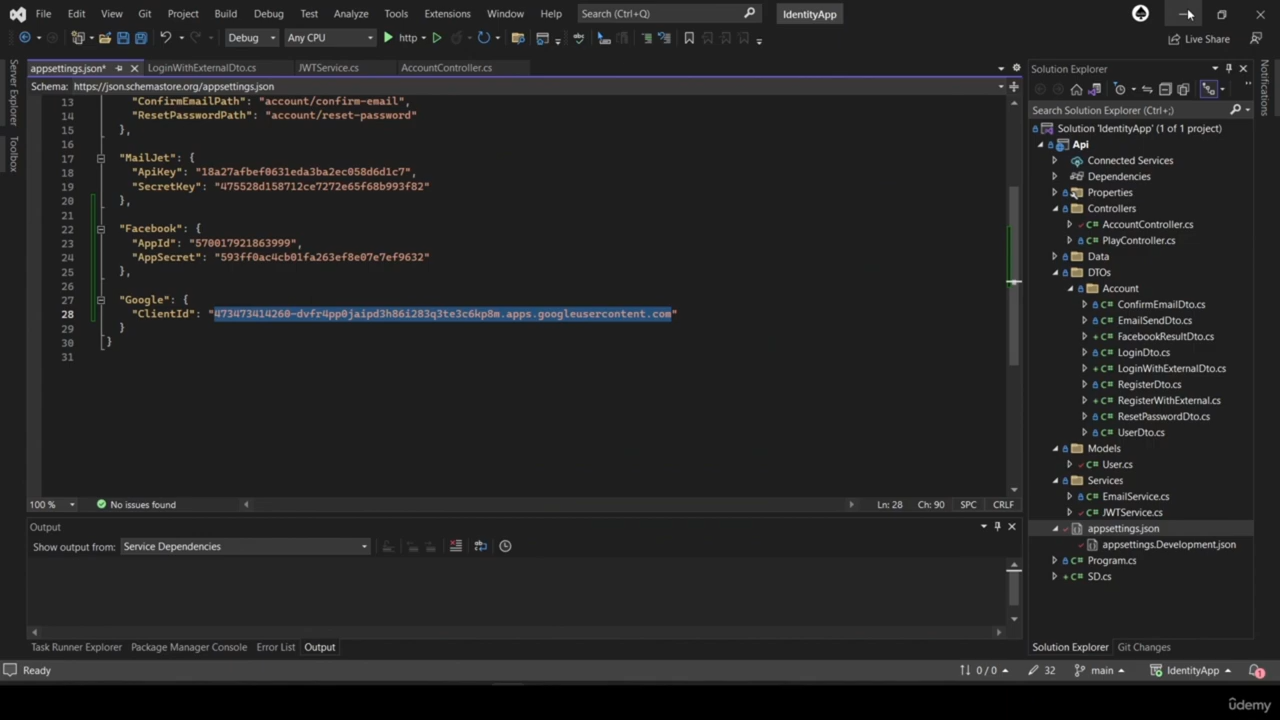 File Edit View Git Project Build Debug Test Analyze Tools Extensions Window Help Search (Ctrl+Q) IdentityApp
Debug Any CPU http Live Share
Server Explorer
Toolbox
Notifications
appsettings.json* LoginWithExternalDto.cs JWTService.cs AccountController.cs
Schema: https://json.schemastore.org/appsettings.json
13 "ConfirmEmailPath": "account/confirm-email",
14 "ResetPasswordPath": "account/reset-password"
15 },
16
17 "MailJet": {
18 "ApiKey": "18a27afbef0631eda3ba2ec058d6d1c7",
19 "SecretKey": "475528d158712ce7272e65f68b993f82"
20 },
21
22 "Facebook": {
23 "AppId": "570017921863999",
24 "AppSecret": "593ff0ac4cb01fa263ef8e07e7ef9632"
25 },
26
27 "Google": {
28 "ClientId": "473473414260-dvfr4pp0jaipd3h86i283q3te3c6kp8m.apps.googleusercontent.com"
29 }
30 }
31
100 % No issues found Ln: 28 Ch: 90 SPC CRLF
Output
Show output from: Service Dependencies
Task Runner Explorer Package Manager Console Error List Output
Solution Explorer
Search Solution Explorer (Ctrl+;)
Solution 'IdentityApp' (1 of 1 project)
Api
Connected Services
Dependencies
Properties
Controllers
AccountController.cs
PlayController.cs
Data
DTOs
Account
ConfirmEmailDto.cs
EmailSendDto.cs
FacebookResultDto.cs
LoginDto.cs
LoginWithExternalDto.cs
RegisterDto.cs
RegisterWithExternal.cs
ResetPasswordDto.cs
UserDto.cs
Models
User.cs
Services
EmailService.cs
JWTService.cs
appsettings.json
appsettings.Development.json
Program.cs
SD.cs
Solution Explorer Git Changes
Ready 0 / 0 32 main IdentityApp 1
udemy